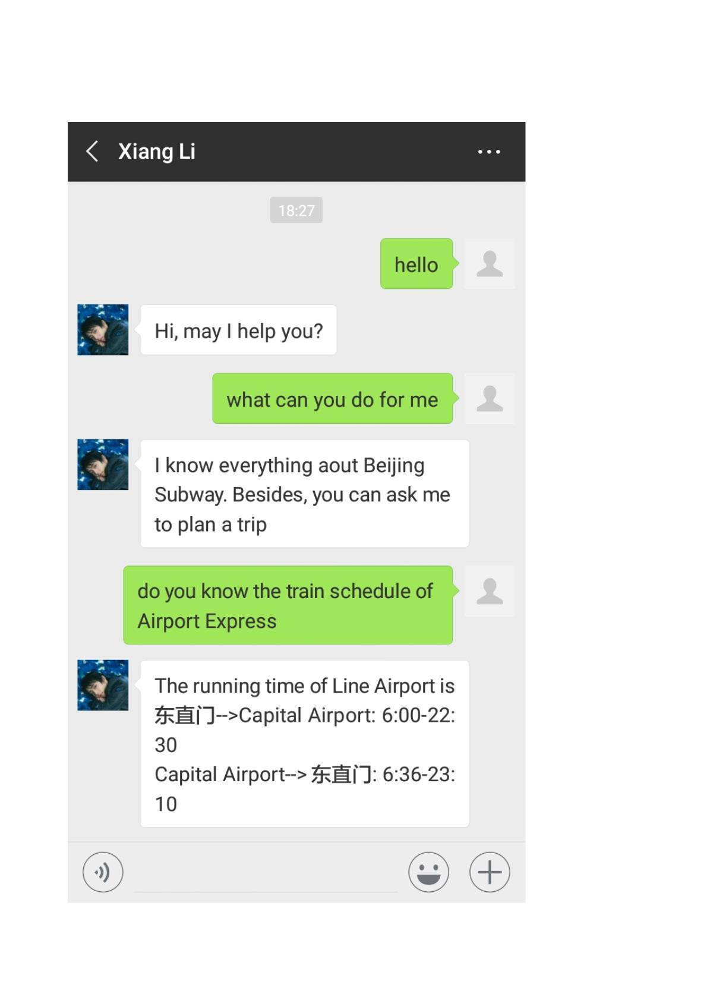 Xiang Li
18:27
hello
Hi, may I help you?
what can you do for me
I know everything aout Beijing
Subway. Besides, you can ask me
to plan a trip
do you know the train schedule of
Airport Express
The running time of Line Airport is
东直门-->Capital Airport: 6:00-22:
30
Capital Airport--> 东直门: 6:36-23:
10